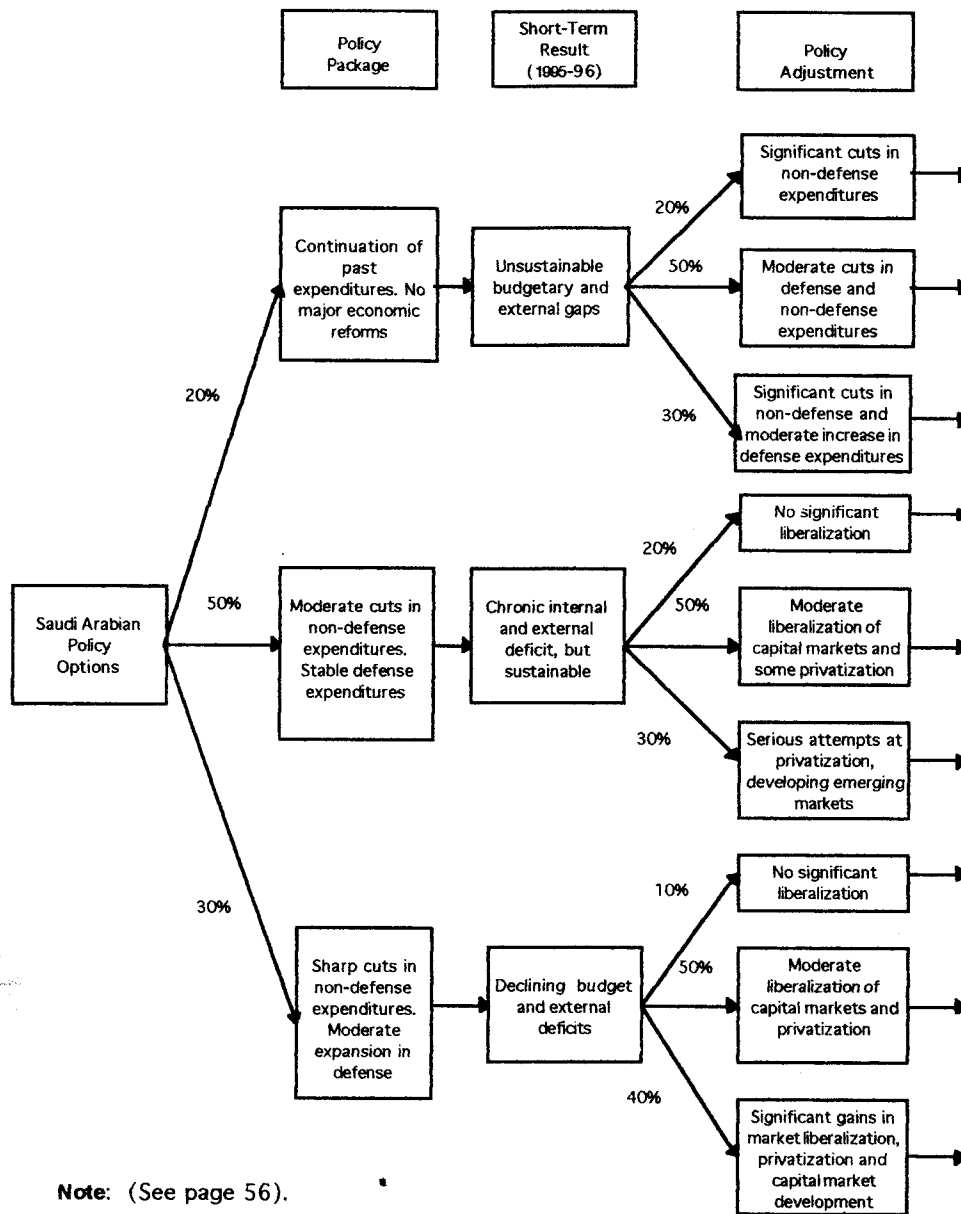 Policy
Package
Short-Term
Result
(1995-96)
Policy
Adjustment
Significant cuts in
non-defense
expenditures
20%
Continuation of
past
expenditures. No
major economic
reforms
Unsustainable
budgetary and
external gaps
50%
Moderate cuts in
defense and
non-defense
expenditures
20%
30%
Significant cuts in
non-defense and
moderate increase in
defense expenditures
No significant
liberalization
20%
Saudi Arabian
Policy
Options
50%
Moderate cuts in
non-defense
expenditures.
Stable defense
expenditures
Chronic internal
and external
deficit, but
sustainable
50%
Moderate
liberalization of
capital markets and
some privatization
30%
Serious attempts at
privatization,
developing emerging
markets
No significant
liberalization
10%
30%
Sharp cuts in
non-defense
expenditures.
Moderate
expansion in
defense
Declining budget
and external
deficits
50%
Moderate
liberalization of
capital markets and
privatization
40%
Significant gains in
market liberalization,
privatization and
capital market
development
Note: (See page 56).